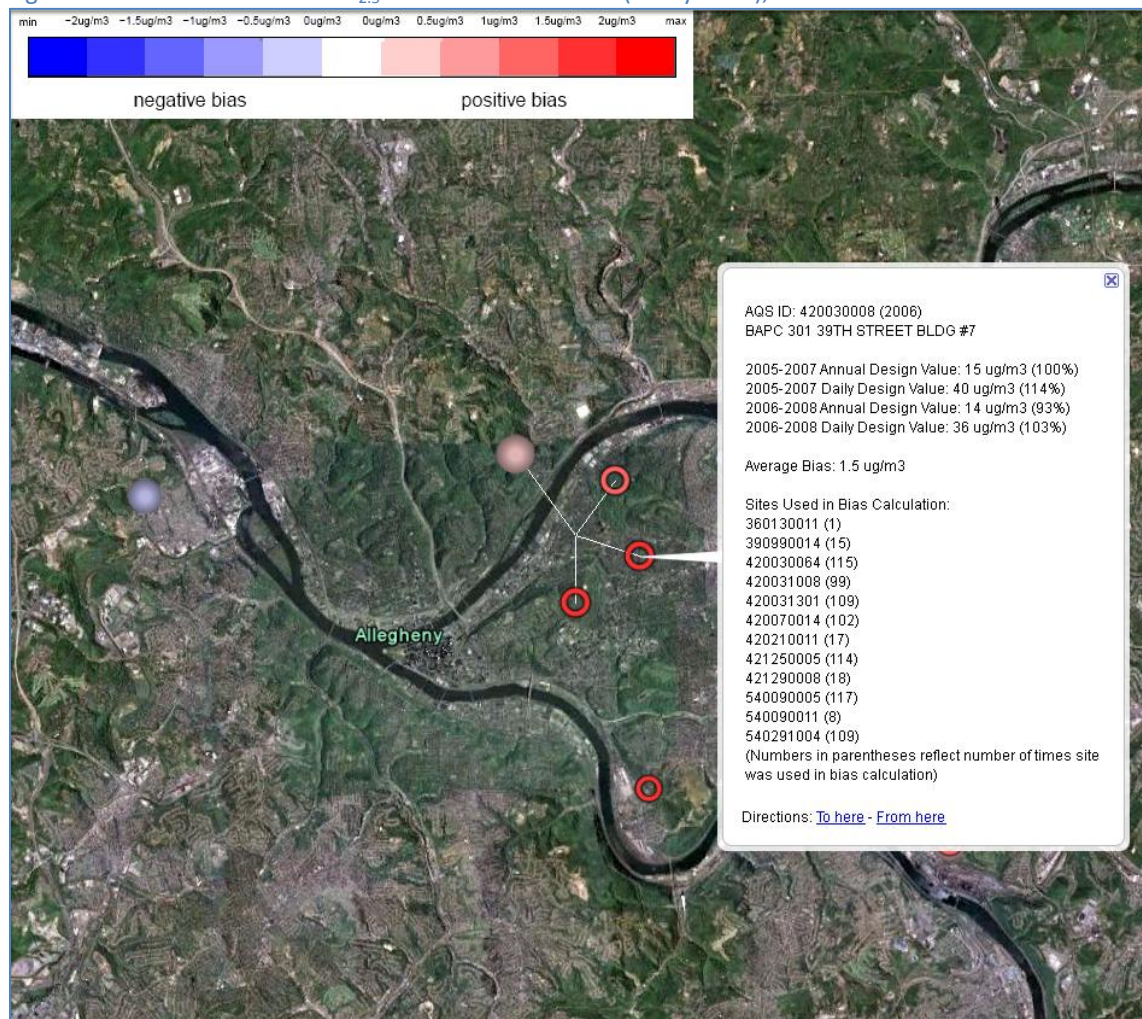 min −2ug/m3 −1.5ug/m3 −1ug/m3 −0.5ug/m3 0ug/m3 0ug/m3 0.5ug/m3 1ug/m3 1.5ug/m3 2ug/m3 max
negative bias positive bias
AQS ID: 420030008 (2006)
BAPC 301 39TH STREET BLDG #7
2005-2007 Annual Design Value: 15 ug/m3 (100%)
2005-2007 Daily Design Value: 40 ug/m3 (114%)
2006-2008 Annual Design Value: 14 ug/m3 (93%)
2006-2008 Daily Design Value: 36 ug/m3 (103%)
Average Bias: 1.5 ug/m3
Sites Used in Bias Calculation:
360130011 (1)
390990014 (15)
420030064 (115)
420031008 (99)
420031301 (109)
420070014 (102)
420210011 (17)
421250005 (114)
421290008 (18)
540090005 (117)
540090011 (8)
540291004 (109)
(Numbers in parentheses reflect number of times site
was used in bias calculation)
Directions: To here - From here
Allegheny